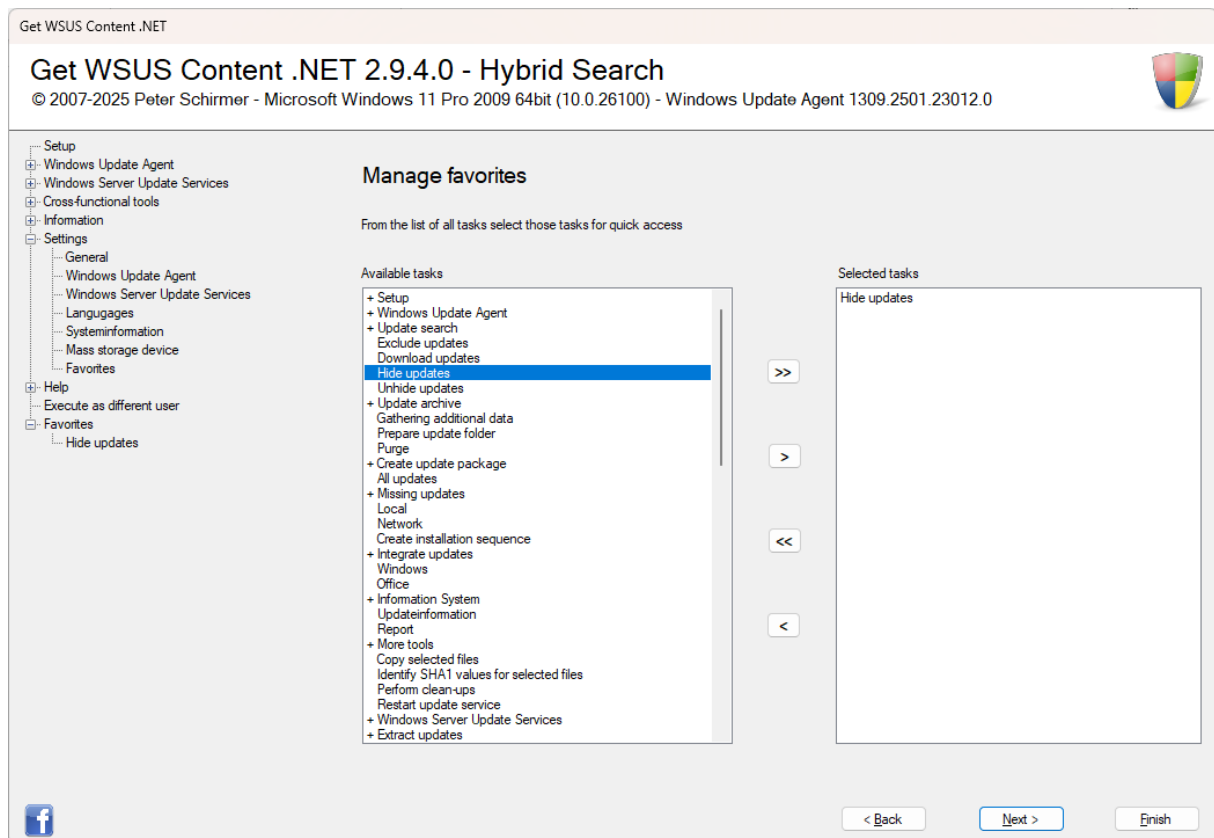 Get WSUS Content .NET
Get WSUS Content .NET 2.9.4.0 - Hybrid Search
© 2007-2025 Peter Schirmer - Microsoft Windows 11 Pro 2009 64bit (10.0.26100) - Windows Update Agent 1309.2501.23012.0
Setup
Windows Update Agent
Windows Server Update Services
Cross-functional tools
Information
Settings
General
Windows Update Agent
Windows Server Update Services
Langugages
Systeminformation
Mass storage device
Favorites
Help
Execute as different user
Favorites
Hide updates
Manage favorites
From the list of all tasks select those tasks for quick access
Available tasks
+ Setup
+ Windows Update Agent
+ Update search
Exclude updates
Download updates
Hide updates
Unhide updates
+ Update archive
Gathering additional data
Prepare update folder
Purge
+ Create update package
All updates
+ Missing updates
Local
Network
Create installation sequence
+ Integrate updates
Windows
Office
+ Information System
Updateinformation
Report
+ More tools
Copy selected files
Identify SHA1 values for selected files
Perform clean-ups
Restart update service
+ Windows Server Update Services
+ Extract updates
>>
>
<<
<
Selected tasks
Hide updates
f
< Back
Next >
Finish